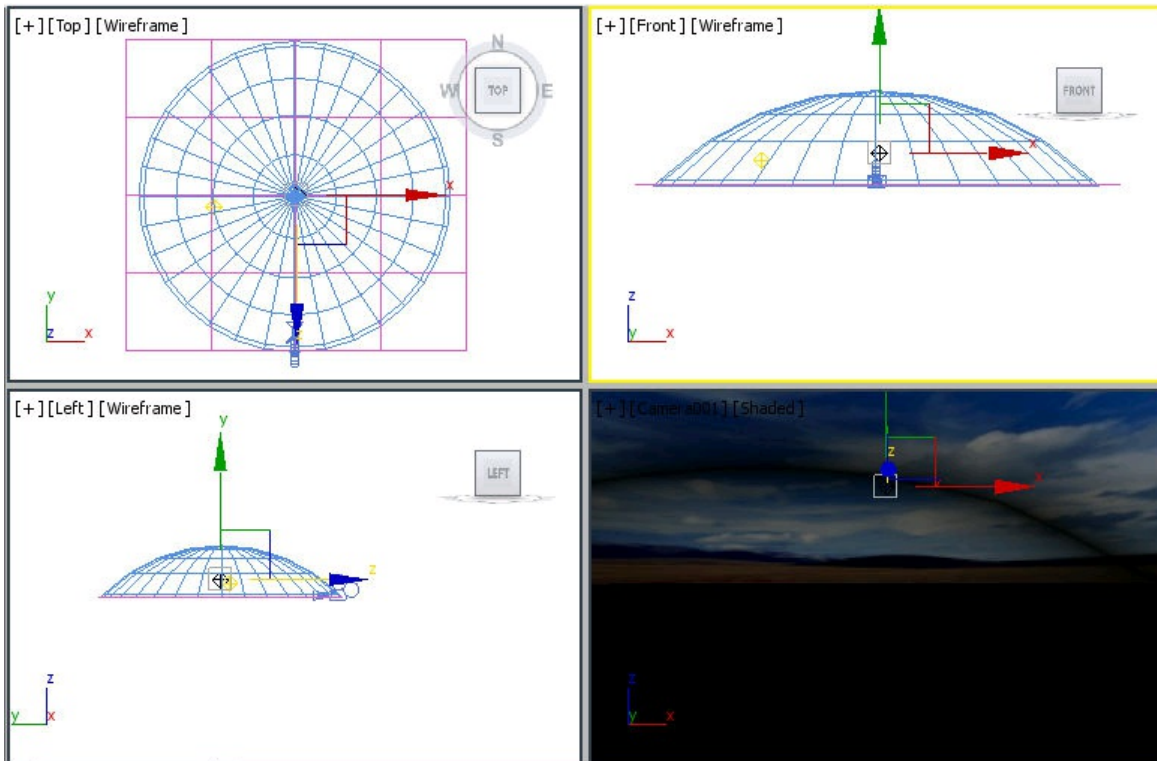 [+] [Top] [Wireframe]
N
W TOP E
S
x
z
y
z x
[+] [Front] [Wireframe]
FRONT
x
z
y x
[+] [Left] [Wireframe]
y
LEFT
z
z
y x
[+] [Camera001] [Shaded]
z
x
z
y x